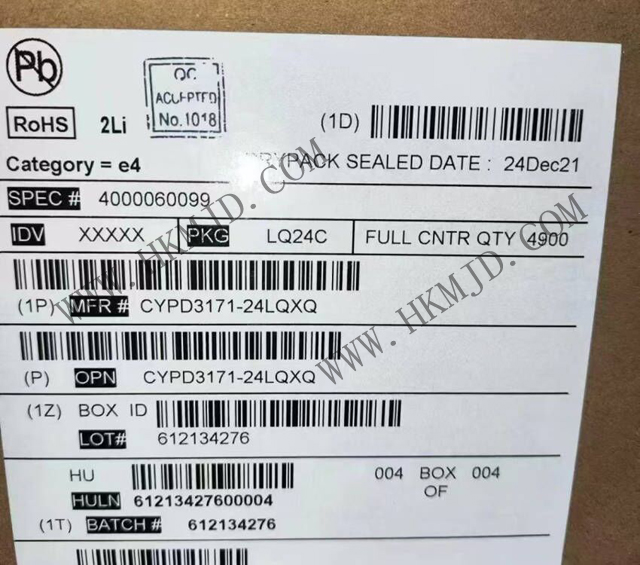 Pb
QC
ACCEPTED
No.1018
RoHS 2Li (1D)
Category = e4 DRYPACK SEALED DATE : 24Dec21
SPEC # 4000060099
IDV XXXXX PKG LQ24C FULL CNTR QTY 4900
(1P) MFR # CYPD3171-24LQXQ
(P) OPN CYPD3171-24LQXQ
(1Z) BOX ID
LOT# 612134276
HU 004 BOX 004
OF
HULN 61213427600004
(1T) BATCH # 612134276
WWW.HKMJD.COM
WWW.HKMJD.COM